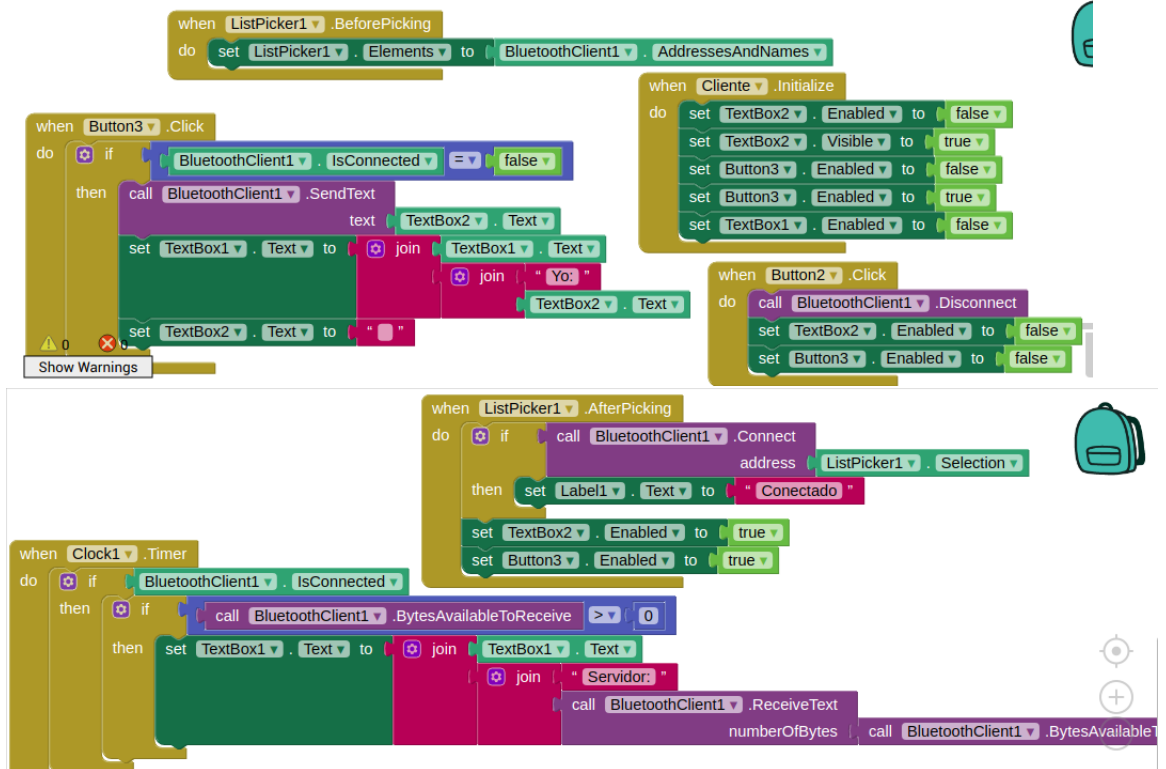 when ListPicker1 .BeforePicking
do set ListPicker1 . Elements to BluetoothClient1 . AddressesAndNames
when Cliente .Initialize
do set TextBox2 . Enabled to false
set TextBox2 . Visible to true
set Button3 . Enabled to false
set Button3 . Enabled to true
set TextBox1 . Enabled to false
when Button3 .Click
do if BluetoothClient1 . IsConnected = false
then call BluetoothClient1 .SendText
text TextBox2 . Text
set TextBox1 . Text to join TextBox1 . Text
join " Yo: "
TextBox2 . Text
set TextBox2 . Text to " "
0 0
Show Warnings
when Button2 .Click
do call BluetoothClient1 .Disconnect
set TextBox2 . Enabled to false
set Button3 . Enabled to false
when ListPicker1 .AfterPicking
do if call BluetoothClient1 .Connect
address ListPicker1 . Selection
then set Label1 . Text to " Conectado "
set TextBox2 . Enabled to true
set Button3 . Enabled to true
when Clock1 .Timer
do if BluetoothClient1 . IsConnected
then if call BluetoothClient1 .BytesAvailableToReceive > 0
then set TextBox1 . Text to join TextBox1 . Text
join " Servidor: "
call BluetoothClient1 .ReceiveText
numberOfBytes call BluetoothClient1 .BytesAvailableT